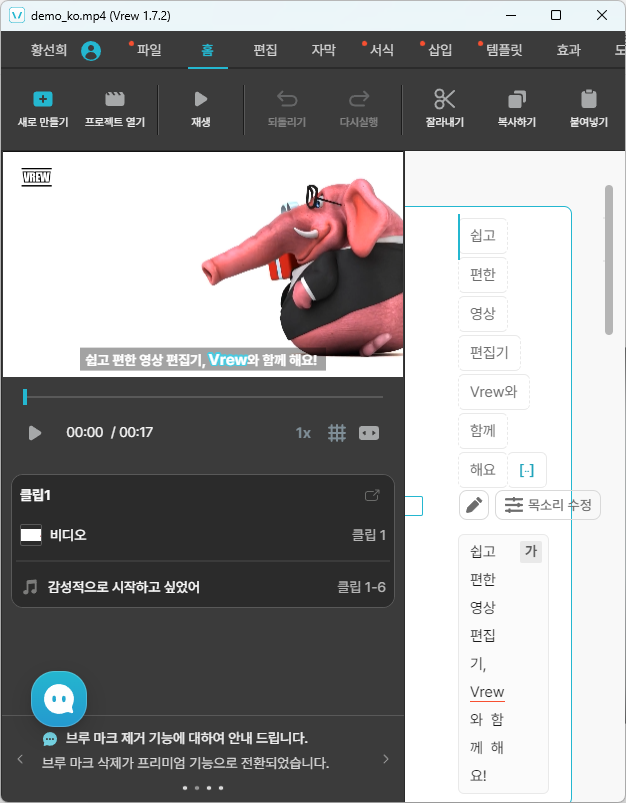 demo_ko.mp4 (Vrew 1.7.2)
황선희 파일 홈 편집 자막 서식 삽입 템플릿 효과
새로 만들기 프로젝트 열기 재생 되돌리기 다시실행 잘라내기 복사하기 붙여넣기
VREW
쉽고 편한 영상 편집기, Vrew와 함께 해요!
00:00 / 00:17 1x
클립1
비디오 클립 1
감성적으로 시작하고 싶었어 클립 1-6
브루 마크 제거 기능에 대하여 안내 드립니다.
브루 마크 삭제가 프리미엄 기능으로 전환되었습니다.
쉽고
편한
영상
편집기
Vrew와
함께
해요 [··]
목소리 수정
쉽고 가
편한
영상
편집
기,
Vrew
와 함
께 해
요!